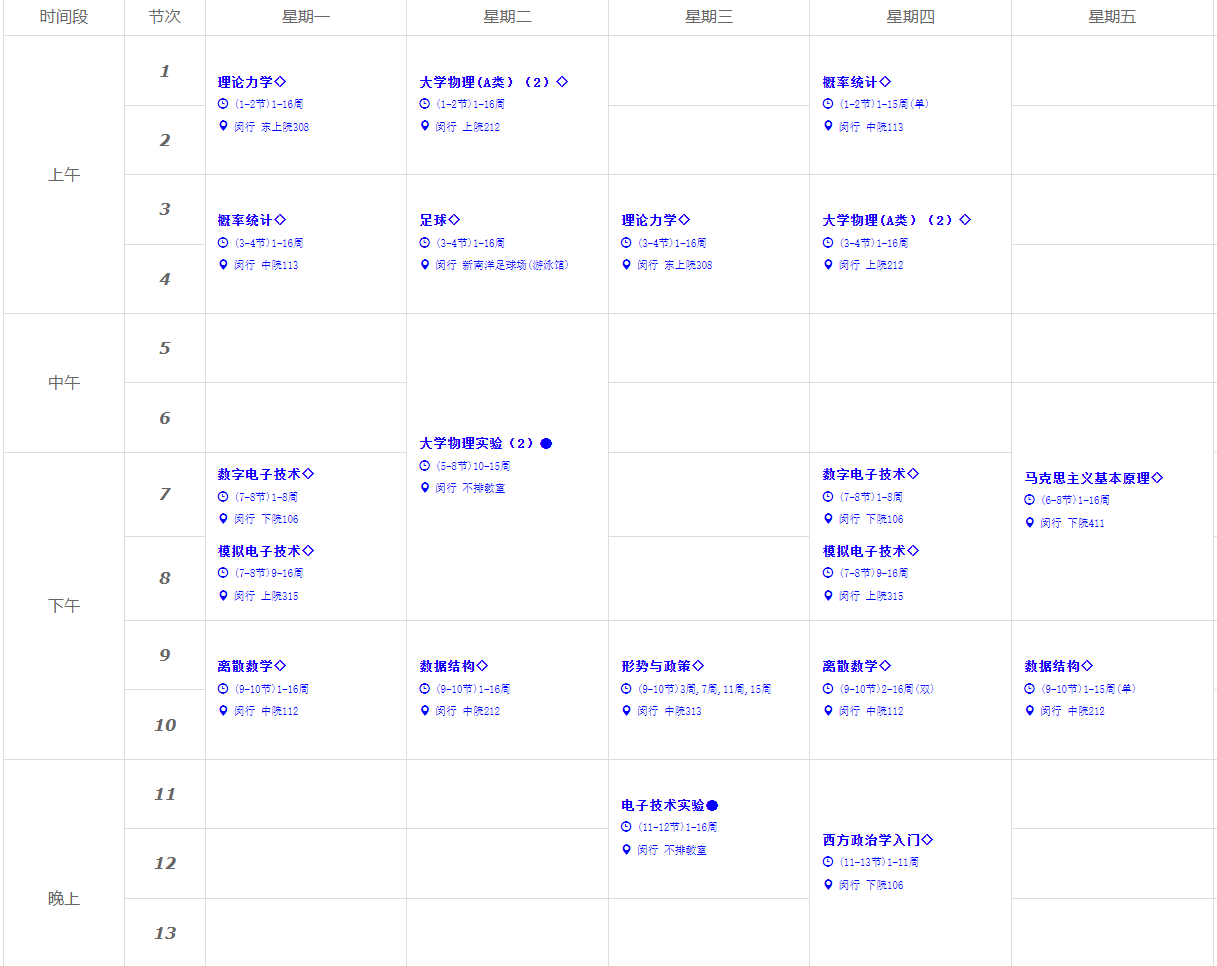 时间段 节次 星期一 星期二 星期三 星期四 星期五
上午
1
2
理论力学◇
(1-2节)1-16周
闵行 东上院308
大学物理(A类)（2）◇
(1-2节)1-16周
闵行 上院212
概率统计◇
(1-2节)1-15周(单)
闵行 中院113
3
4
概率统计◇
(3-4节)1-16周
闵行 中院113
足球◇
(3-4节)1-16周
闵行 新南洋足球场(游泳馆)
理论力学◇
(3-4节)1-16周
闵行 东上院308
大学物理(A类)（2）◇
(3-4节)1-16周
闵行 上院212
中午
5
6
大学物理实验（2）●
(5-8节)10-15周
闵行 不排教室
马克思主义基本原理◇
(6-8节)1-16周
闵行 下院411
下午
7
8
数字电子技术◇
(7-8节)1-8周
闵行 下院106
模拟电子技术◇
(7-8节)9-16周
闵行 上院315
数字电子技术◇
(7-8节)1-8周
闵行 下院106
模拟电子技术◇
(7-8节)9-16周
闵行 上院315
9
10
离散数学◇
(9-10节)1-16周
闵行 中院112
数据结构◇
(9-10节)1-16周
闵行 中院212
形势与政策◇
(9-10节)3周,7周,11周,15周
闵行 中院313
离散数学◇
(9-10节)2-16周(双)
闵行 中院112
数据结构◇
(9-10节)1-15周(单)
闵行 中院212
晚上
11
12
13
电子技术实验●
(11-12节)1-16周
闵行 不排教室
西方政治学入门◇
(11-13节)1-11周
闵行 下院106